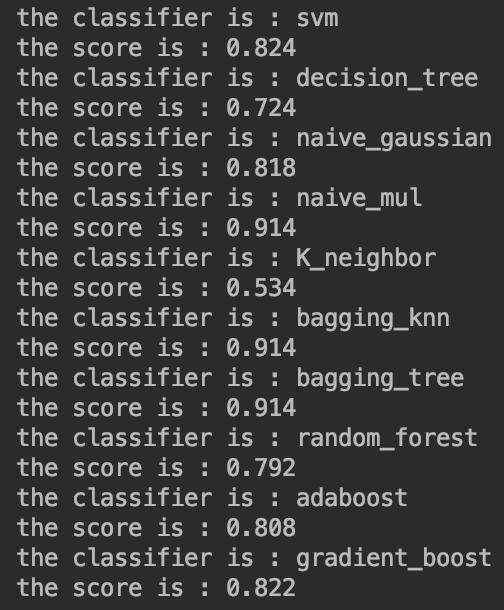 the classifier is : svm
the score is : 0.824
the classifier is : decision_tree
the score is : 0.724
the classifier is : naive_gaussian
the score is : 0.818
the classifier is : naive_mul
the score is : 0.914
the classifier is : K_neighbor
the score is : 0.534
the classifier is : bagging_knn
the score is : 0.914
the classifier is : bagging_tree
the score is : 0.914
the classifier is : random_forest
the score is : 0.792
the classifier is : adaboost
the score is : 0.808
the classifier is : gradient_boost
the score is : 0.822